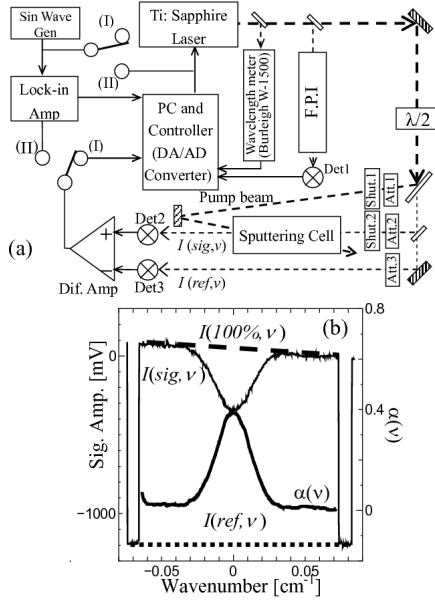 Sin Wave
Gen
(I)
Ti: Sapphire
Laser
Lock-in
Amp
(II)
(II)
(I)
PC and
Controller
(DA/AD
Converter)
Wavelength meter
(Burleigh W-1500)
F.P.I
λ/2
Det1
Pump beam
Shut.1
Att.1
Shut.2
Att.2
Att.3
(a)
Det2
I (sig,ν)
Sputtering Cell
+
−
Dif. Amp
Det3
I (ref,ν)
(b)
I(100%, ν)
I(sig, ν)
α(ν)
I(ref, ν)
Sig. Amp. [mV]
0
−1000
0.8
0.4
0
α(ν)
−0.05
0
0.05
Wavenumber [cm⁻¹]